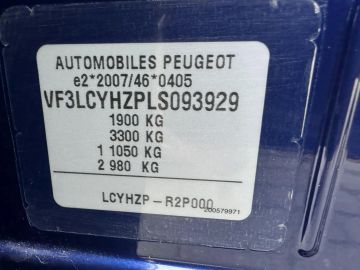 AUTOMOBILES PEUGEOT
e2*2007/46*0405
VF3LCYHZPLS093929
1900 KG
3300 KG
1 1050 KG
2 980 KG
LCYHZP - R2P000
200579971